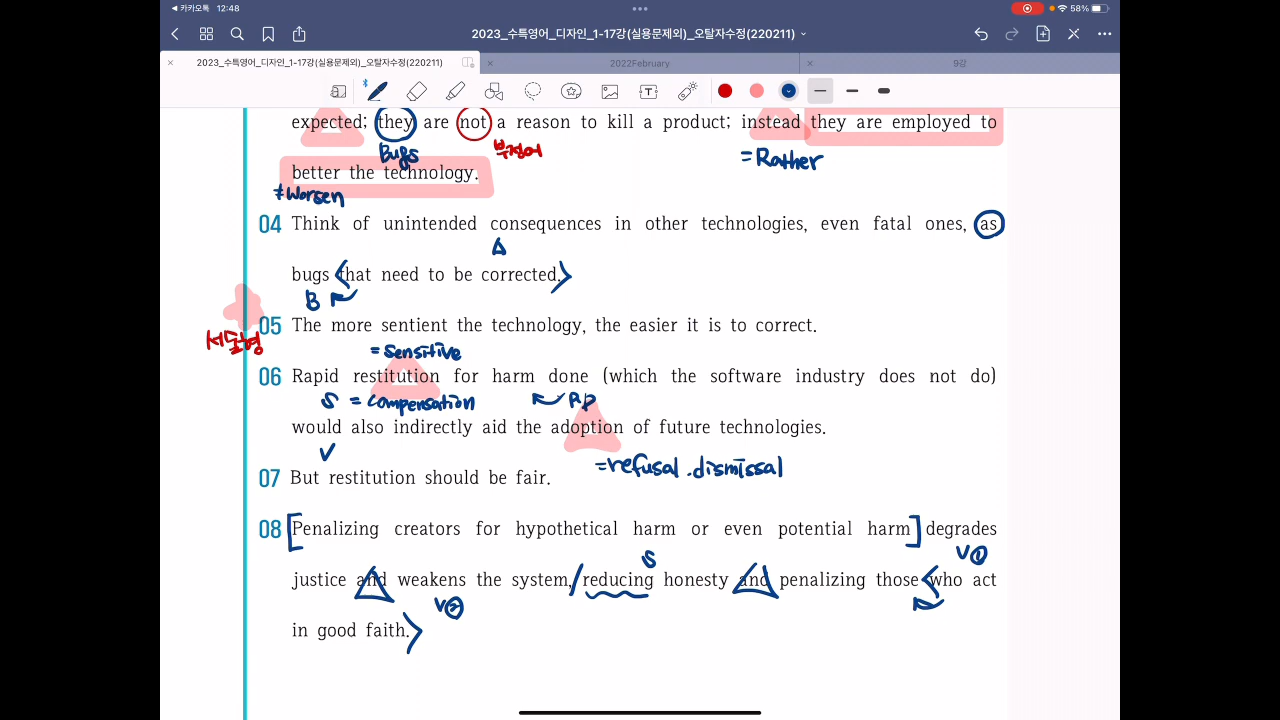 카카오톡 12:48
58%
2023_수특영어_디자인_1-17강(실용문제외)_오탈자수정(220211)
2023_수특영어_디자인_1-17강(실용문제외)_오탈자수정(220211)
2022February
9강
expected; they are not a reason to kill a product; instead they are employed to
Bugs 부정어 = Rather
better the technology.
≠Worsen
04 Think of unintended consequences in other technologies, even fatal ones, as
A
bugs that need to be corrected.
B
05 The more sentient the technology, the easier it is to correct.
서술형
= Sensitive
06 Rapid restitution for harm done (which the software industry does not do)
S = Compensation P.P
would also indirectly aid the adoption of future technologies.
V
=refusal.dismissal
07 But restitution should be fair.
08 [Penalizing creators for hypothetical harm or even potential harm] degrades
S V①
justice and weakens the system, reducing honesty and penalizing those who act
V②
in good faith.